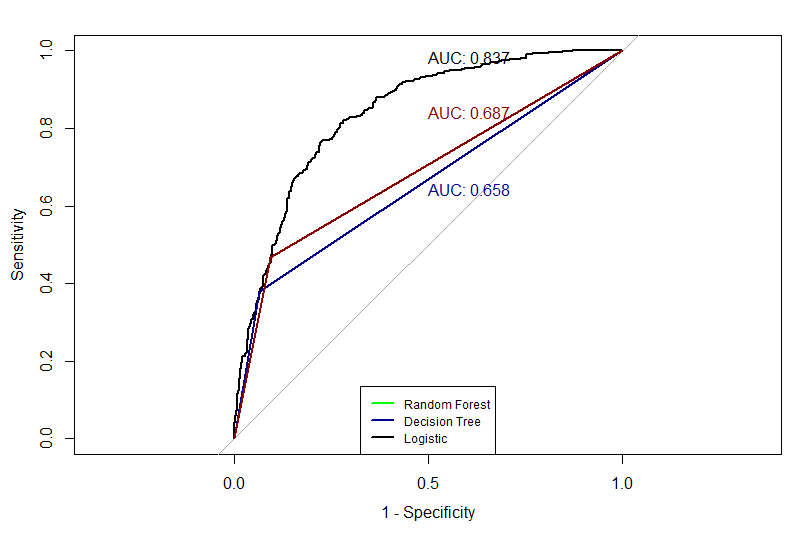 AUC: 0.837
AUC: 0.687
AUC: 0.658
Sensitivity
1.0
0.8
0.6
0.4
0.2
0.0
Random Forest
Decision Tree
Logistic
0.0 0.5 1.0
1 - Specificity